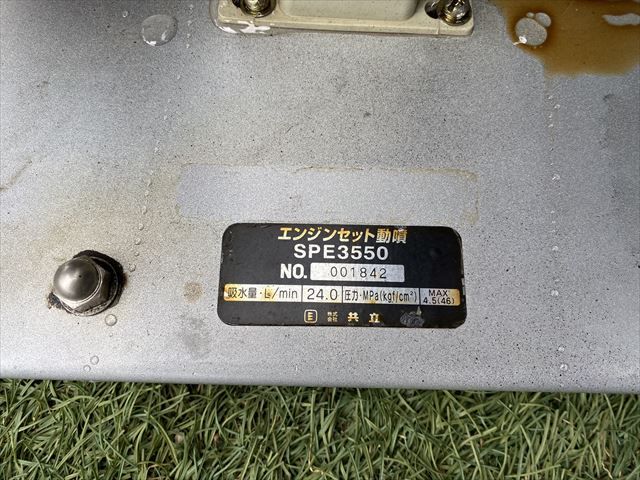 エンジンセット動噴
SPE3550
NO. 001842
吸水量・L/min 24.0 圧力・MPa(kgf/cm²) MAX 4.5(46)
E 株式会社 共立